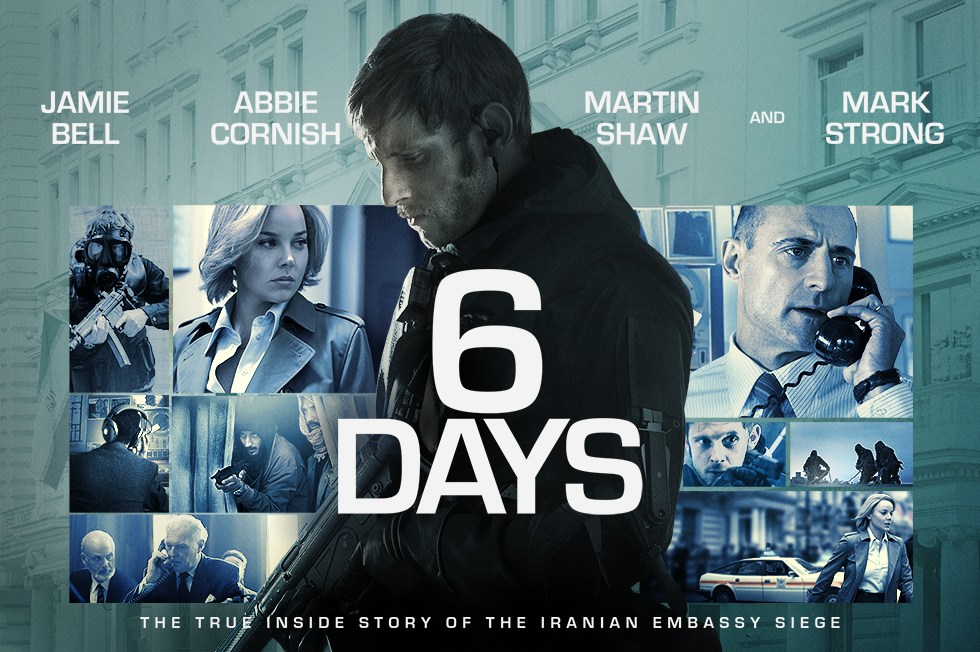 JAMIE
BELL
ABBIE
CORNISH
MARTIN
SHAW
AND
MARK
STRONG
6
DAYS
THE TRUE INSIDE STORY OF THE IRANIAN EMBASSY SIEGE